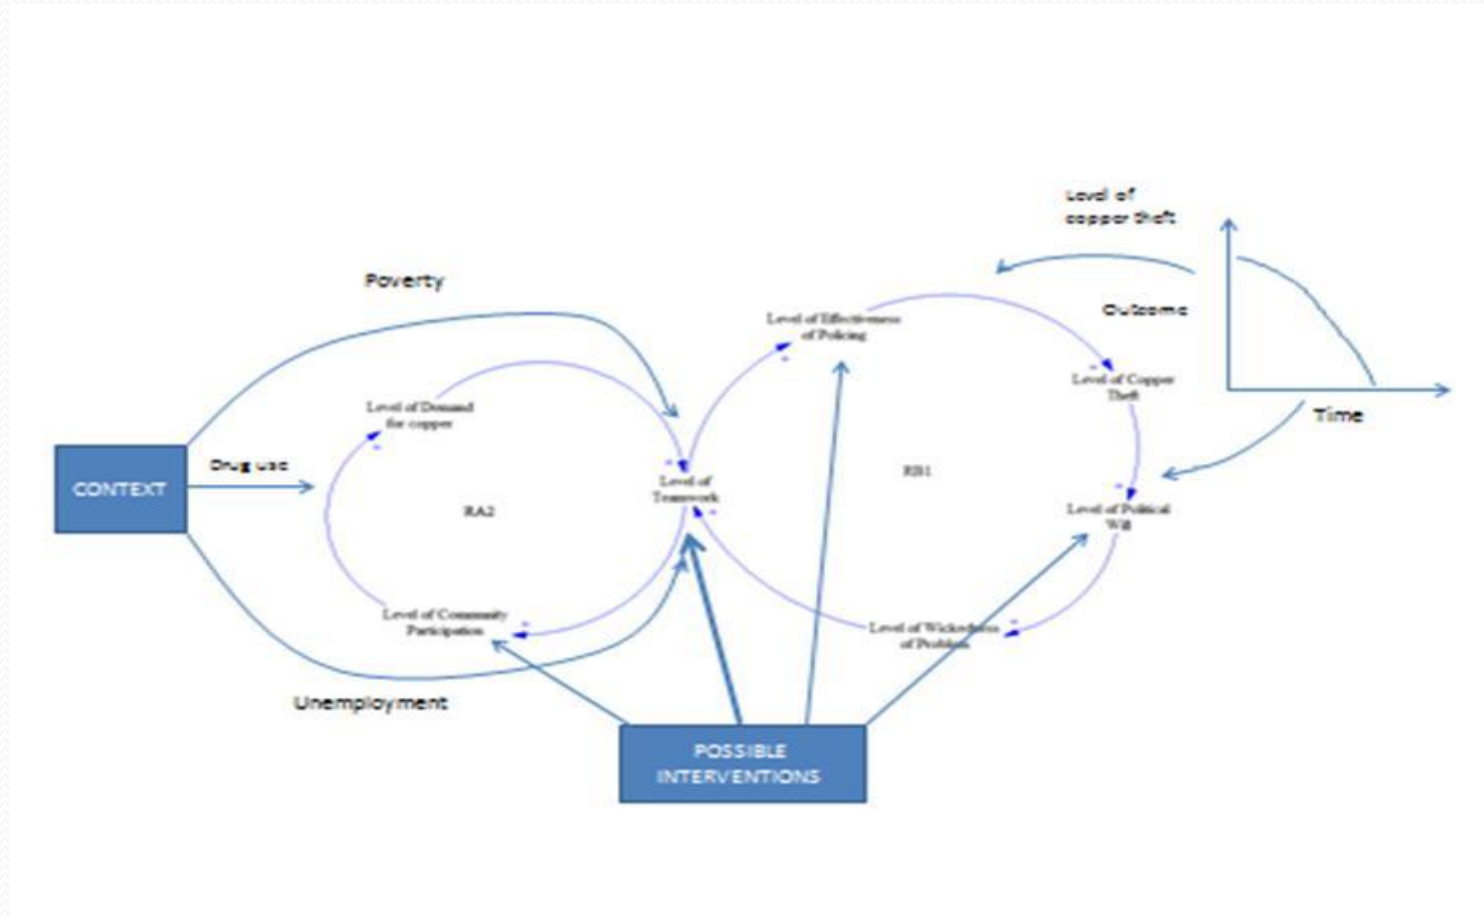 Level of
copper theft
Poverty
Outcome
Level of Effectiveness
of Policing
Level of Copper
Theft
Time
Level of Demand
for copper
Drug use
CONTEXT
RA2
Level of
Teamwork
RB1
Level of Political
Will
Level of Community
Participation
Level of Wickedness
of Problem
Unemployment
POSSIBLE
INTERVENTIONS